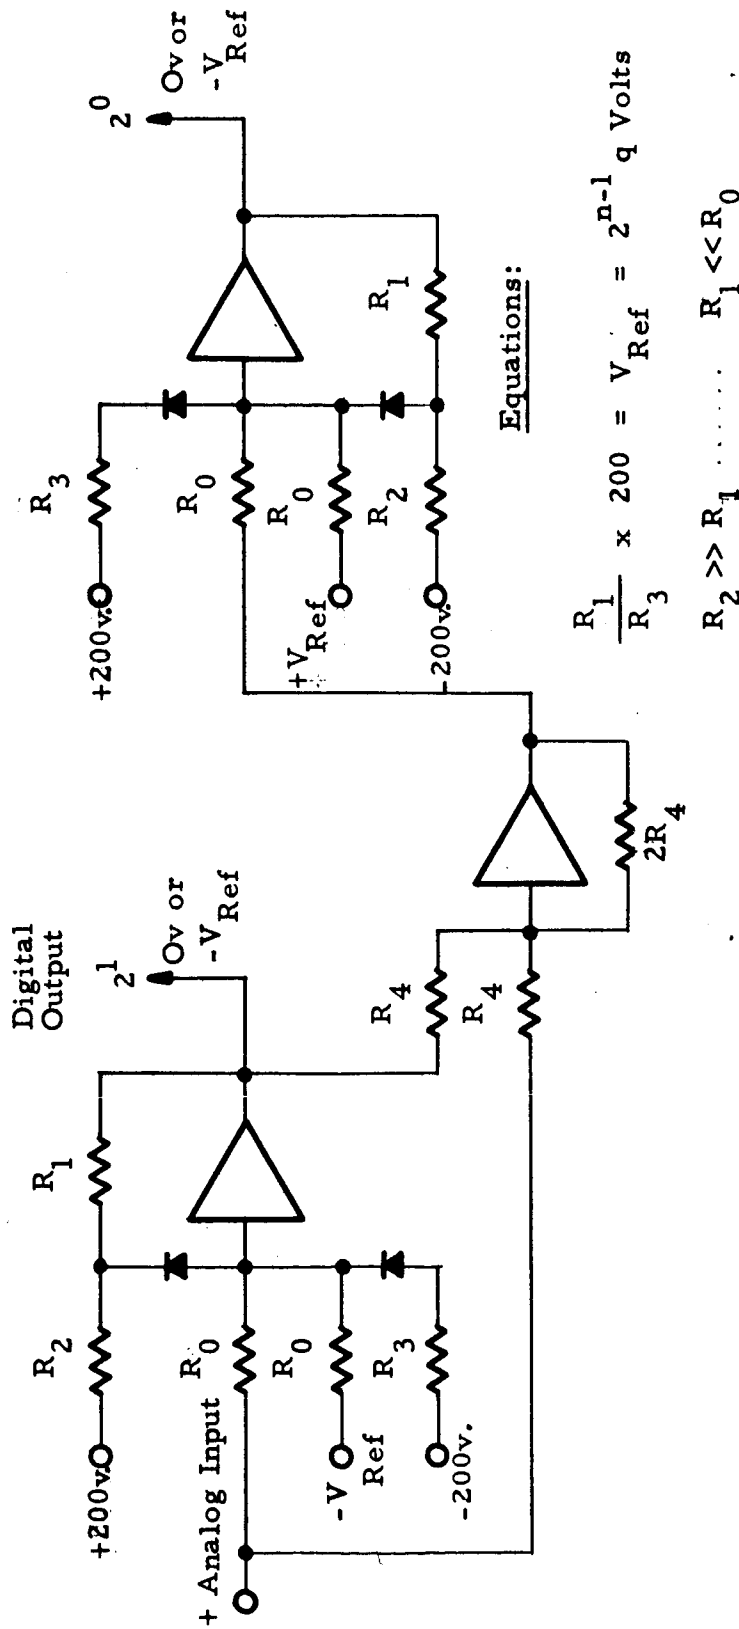 Digital
Output
2^1
Ov or
-V_Ref
2^0
Ov or
-V_Ref
+200v.
R_2
R_1
+ Analog Input
R_0
-V_Ref
R_0
-200v.
R_3
R_4
R_4
2R_4
+200v.
R_3
R_0
+V_Ref
R_0
-200v.
R_2
R_1
Equations:
R_1/R_3 x 200 = V_Ref = 2^{n-1} q Volts
R_2 >> R_1 ...... R_1 << R_0